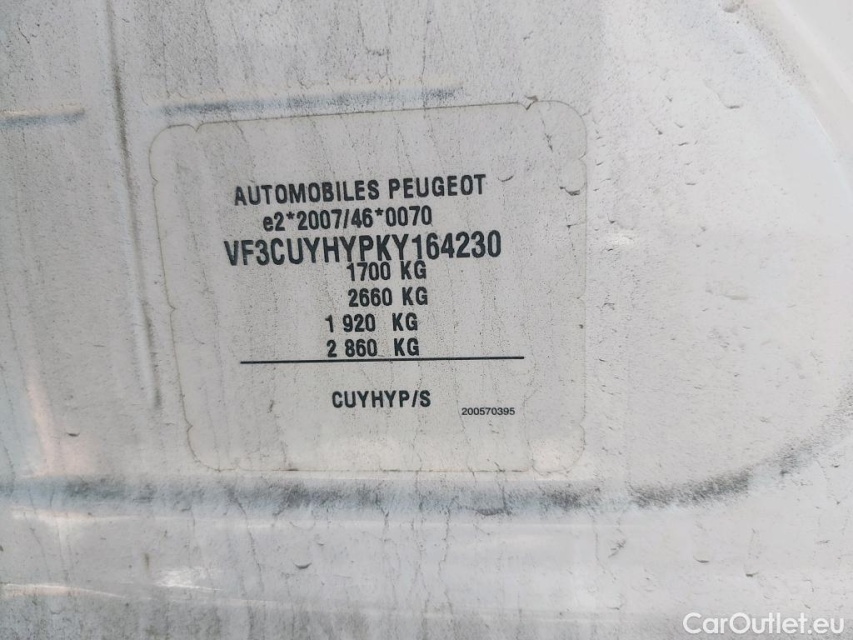 AUTOMOBILES PEUGEOT
e2*2007/46*0070
VF3CUYHYPKY164230
1700 KG
2660 KG
1 920 KG
2 860 KG
CUYHYP/S
200570395
CarOutlet.eu